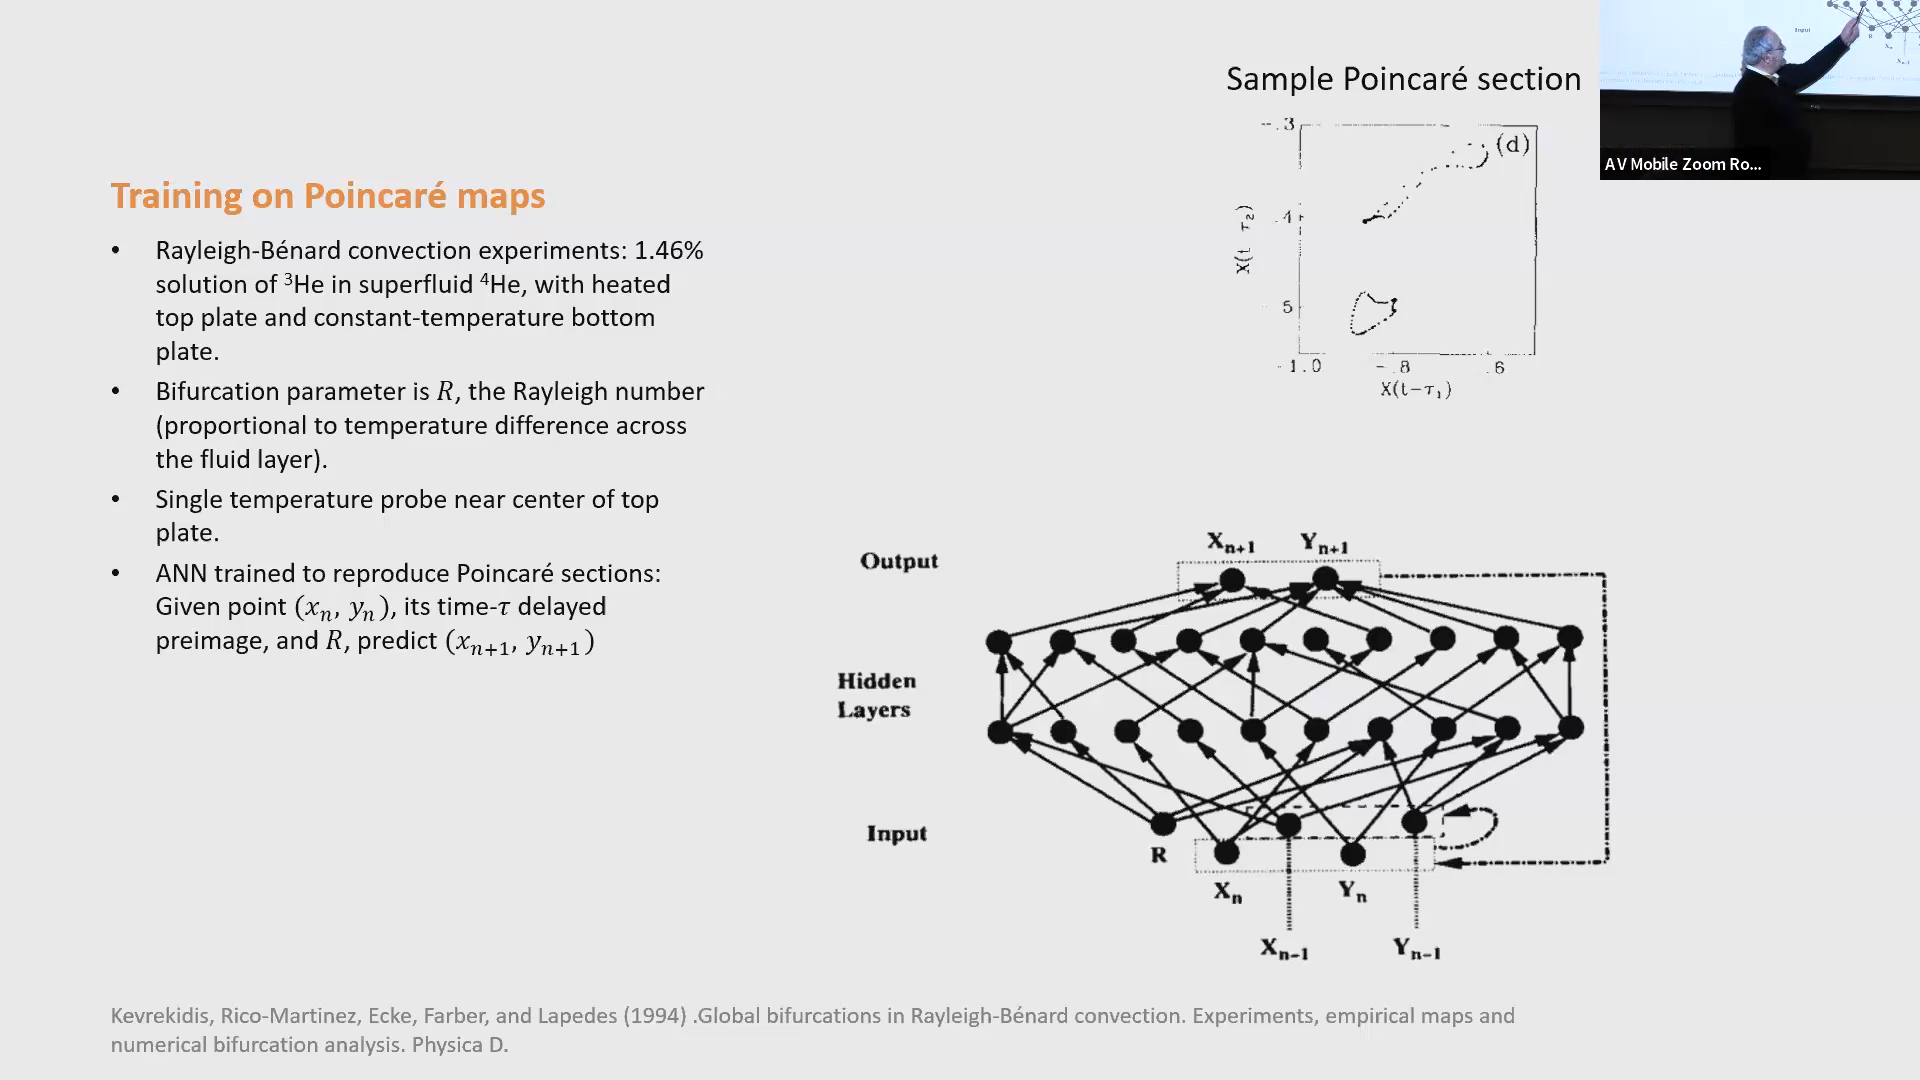 Sample Poincaré section
-.3
(d)
.4
X(t τ₂)
5
-1.0
-.8
.6
X(t-τ₁)
AV Mobile Zoom Ro...
Input
R
Xₙ
Xₙ₋₁
Training on Poincaré maps
• Rayleigh-Bénard convection experiments: 1.46%
solution of ³He in superfluid ⁴He, with heated
top plate and constant-temperature bottom
plate.
• Bifurcation parameter is R, the Rayleigh number
(proportional to temperature difference across
the fluid layer).
• Single temperature probe near center of top
plate.
• ANN trained to reproduce Poincaré sections:
Given point (xₙ, yₙ), its time-τ delayed
preimage, and R, predict (xₙ₊₁, yₙ₊₁)
Xₙ₊₁ Yₙ₊₁
Output
Hidden
Layers
Input
R
Xₙ Yₙ
Xₙ₋₁ Yₙ₋₁
Kevrekidis, Rico-Martinez, Ecke, Farber, and Lapedes (1994) .Global bifurcations in Rayleigh-Bénard convection. Experiments, empirical maps and
numerical bifurcation analysis. Physica D.